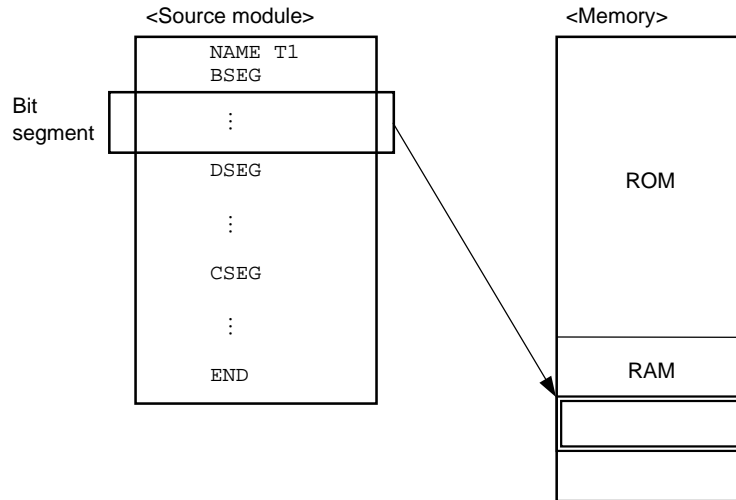 <Source module>
NAME T1
BSEG
Bit
segment
⋮
DSEG
⋮
CSEG
⋮
END
<Memory>
ROM
RAM